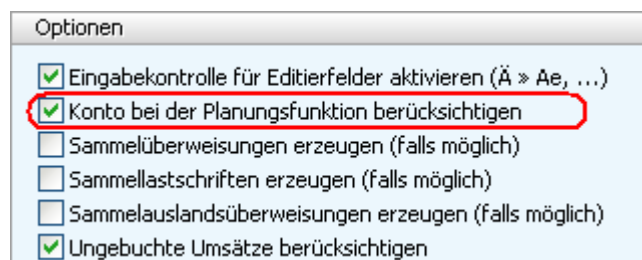 Optionen
Eingabekontrolle für Editierfelder aktivieren (Ä » Ae, ...)
Konto bei der Planungsfunktion berücksichtigen
Sammelüberweisungen erzeugen (falls möglich)
Sammellastschriften erzeugen (falls möglich)
Sammelauslandsüberweisungen erzeugen (falls möglich)
Ungebuchte Umsätze berücksichtigen